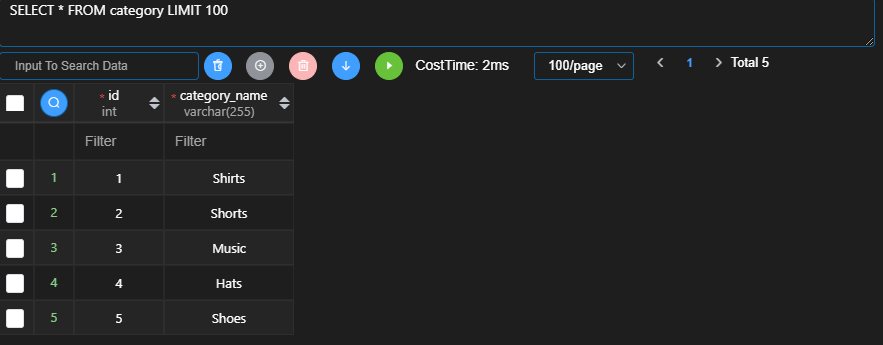 SELECT * FROM category LIMIT 100
Input To Search Data CostTime: 2ms 100/page 1 Total 5
* id * category_name
int varchar(255)
Filter Filter
1 1 Shirts
2 2 Shorts
3 3 Music
4 4 Hats
5 5 Shoes